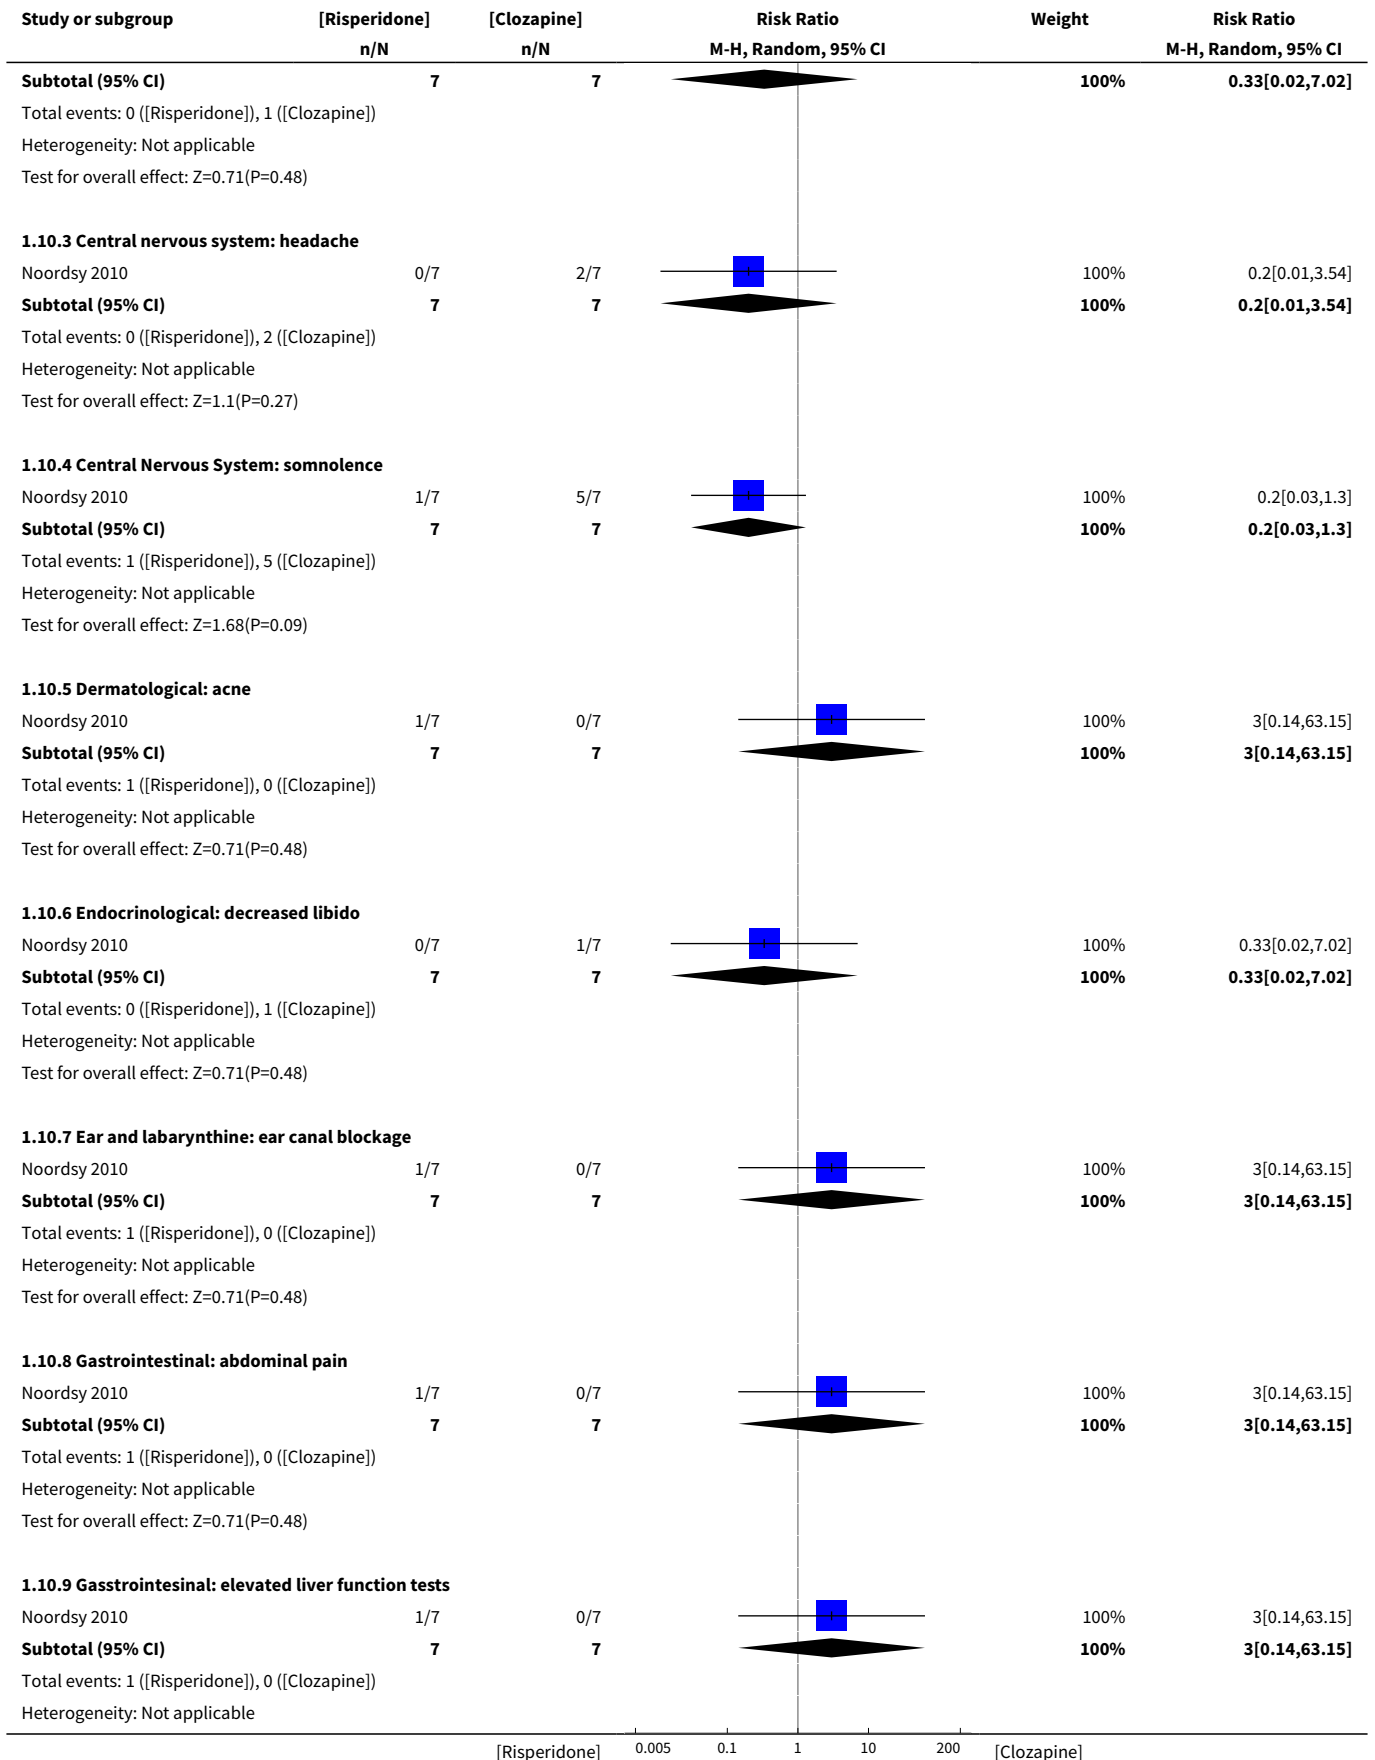 Study or subgroup [Risperidone] [Clozapine] Risk Ratio Weight Risk Ratio
n/N n/N M-H, Random, 95% CI M-H, Random, 95% CI
Subtotal (95% CI) 7 7 100% 0.33[0.02,7.02]
Total events: 0 ([Risperidone]), 1 ([Clozapine])
Heterogeneity: Not applicable
Test for overall effect: Z=0.71(P=0.48)
1.10.3 Central nervous system: headache
Noordsy 2010 0/7 2/7 100% 0.2[0.01,3.54]
Subtotal (95% CI) 7 7 100% 0.2[0.01,3.54]
Total events: 0 ([Risperidone]), 2 ([Clozapine])
Heterogeneity: Not applicable
Test for overall effect: Z=1.1(P=0.27)
1.10.4 Central Nervous System: somnolence
Noordsy 2010 1/7 5/7 100% 0.2[0.03,1.3]
Subtotal (95% CI) 7 7 100% 0.2[0.03,1.3]
Total events: 1 ([Risperidone]), 5 ([Clozapine])
Heterogeneity: Not applicable
Test for overall effect: Z=1.68(P=0.09)
1.10.5 Dermatological: acne
Noordsy 2010 1/7 0/7 100% 3[0.14,63.15]
Subtotal (95% CI) 7 7 100% 3[0.14,63.15]
Total events: 1 ([Risperidone]), 0 ([Clozapine])
Heterogeneity: Not applicable
Test for overall effect: Z=0.71(P=0.48)
1.10.6 Endocrinological: decreased libido
Noordsy 2010 0/7 1/7 100% 0.33[0.02,7.02]
Subtotal (95% CI) 7 7 100% 0.33[0.02,7.02]
Total events: 0 ([Risperidone]), 1 ([Clozapine])
Heterogeneity: Not applicable
Test for overall effect: Z=0.71(P=0.48)
1.10.7 Ear and labarynthine: ear canal blockage
Noordsy 2010 1/7 0/7 100% 3[0.14,63.15]
Subtotal (95% CI) 7 7 100% 3[0.14,63.15]
Total events: 1 ([Risperidone]), 0 ([Clozapine])
Heterogeneity: Not applicable
Test for overall effect: Z=0.71(P=0.48)
1.10.8 Gastrointestinal: abdominal pain
Noordsy 2010 1/7 0/7 100% 3[0.14,63.15]
Subtotal (95% CI) 7 7 100% 3[0.14,63.15]
Total events: 1 ([Risperidone]), 0 ([Clozapine])
Heterogeneity: Not applicable
Test for overall effect: Z=0.71(P=0.48)
1.10.9 Gasstrointesinal: elevated liver function tests
Noordsy 2010 1/7 0/7 100% 3[0.14,63.15]
Subtotal (95% CI) 7 7 100% 3[0.14,63.15]
Total events: 1 ([Risperidone]), 0 ([Clozapine])
Heterogeneity: Not applicable
[Risperidone] 0.005 0.1 1 10 200 [Clozapine]